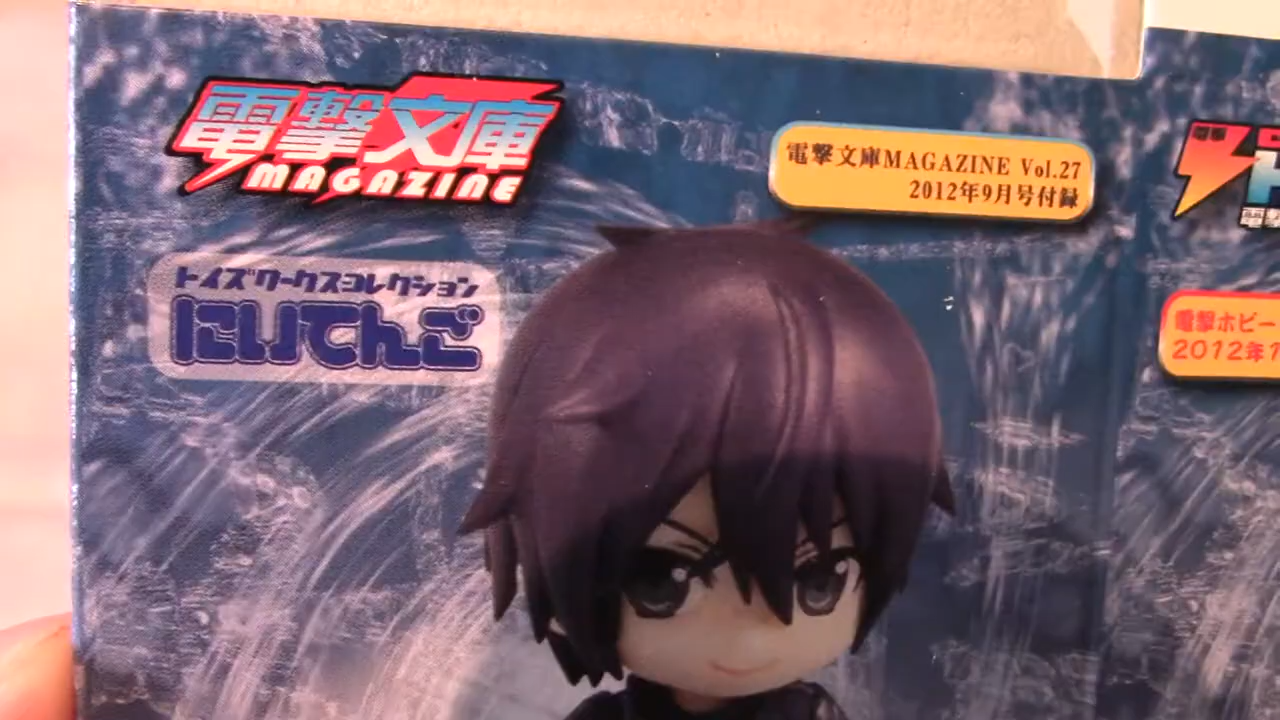 電撃文庫
MAGAZINE
電撃文庫MAGAZINE Vol.27
2012年9月号付録
トイズワークスコレクション
にいてんご
電撃ホビー
2012年